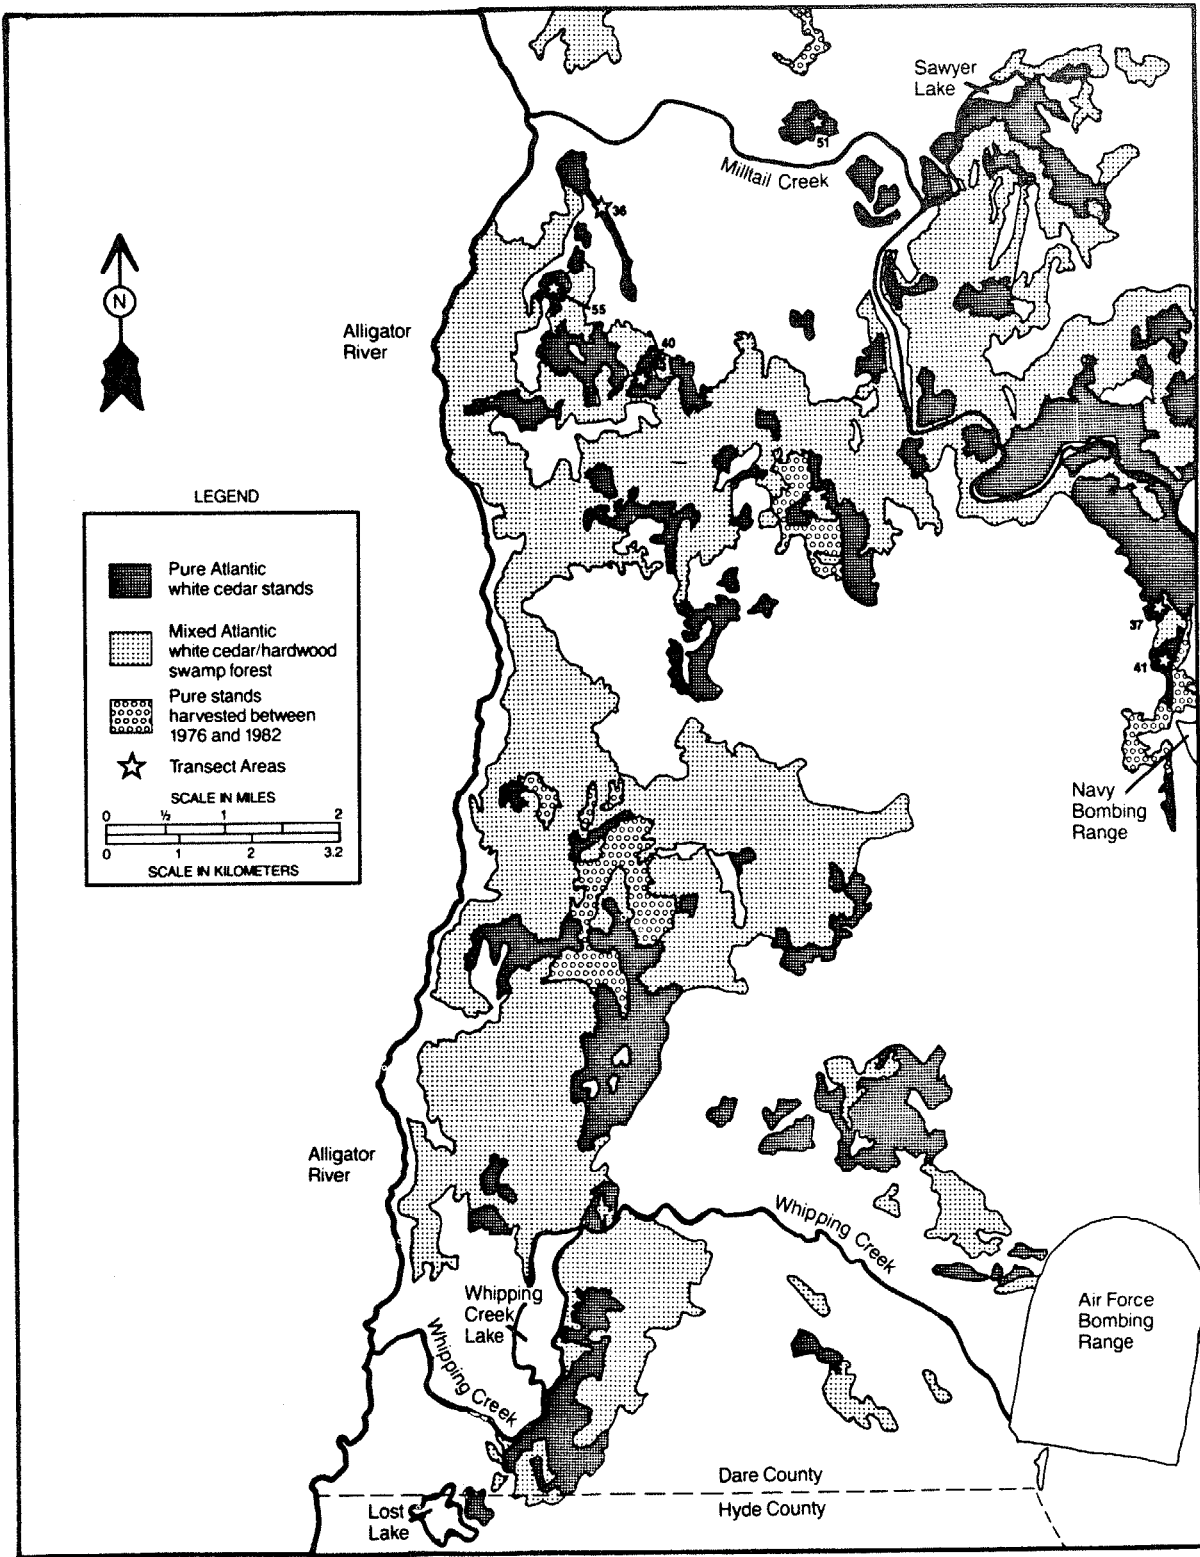 Sawyer
Lake
51
Milltail Creek
36
N
55
Alligator
River
40
LEGEND
Pure Atlantic
white cedar stands
Mixed Atlantic
white cedar/hardwood
swamp forest
Pure stands
harvested between
1976 and 1982
Transect Areas
SCALE IN MILES
0 ½ 1 2
0 1 2 3.2
SCALE IN KILOMETERS
37
41
Navy
Bombing
Range
Alligator
River
Whipping Creek
Whipping
Creek
Lake
Air Force
Bombing
Range
Whipping Creek
Dare County
Hyde County
Lost
Lake